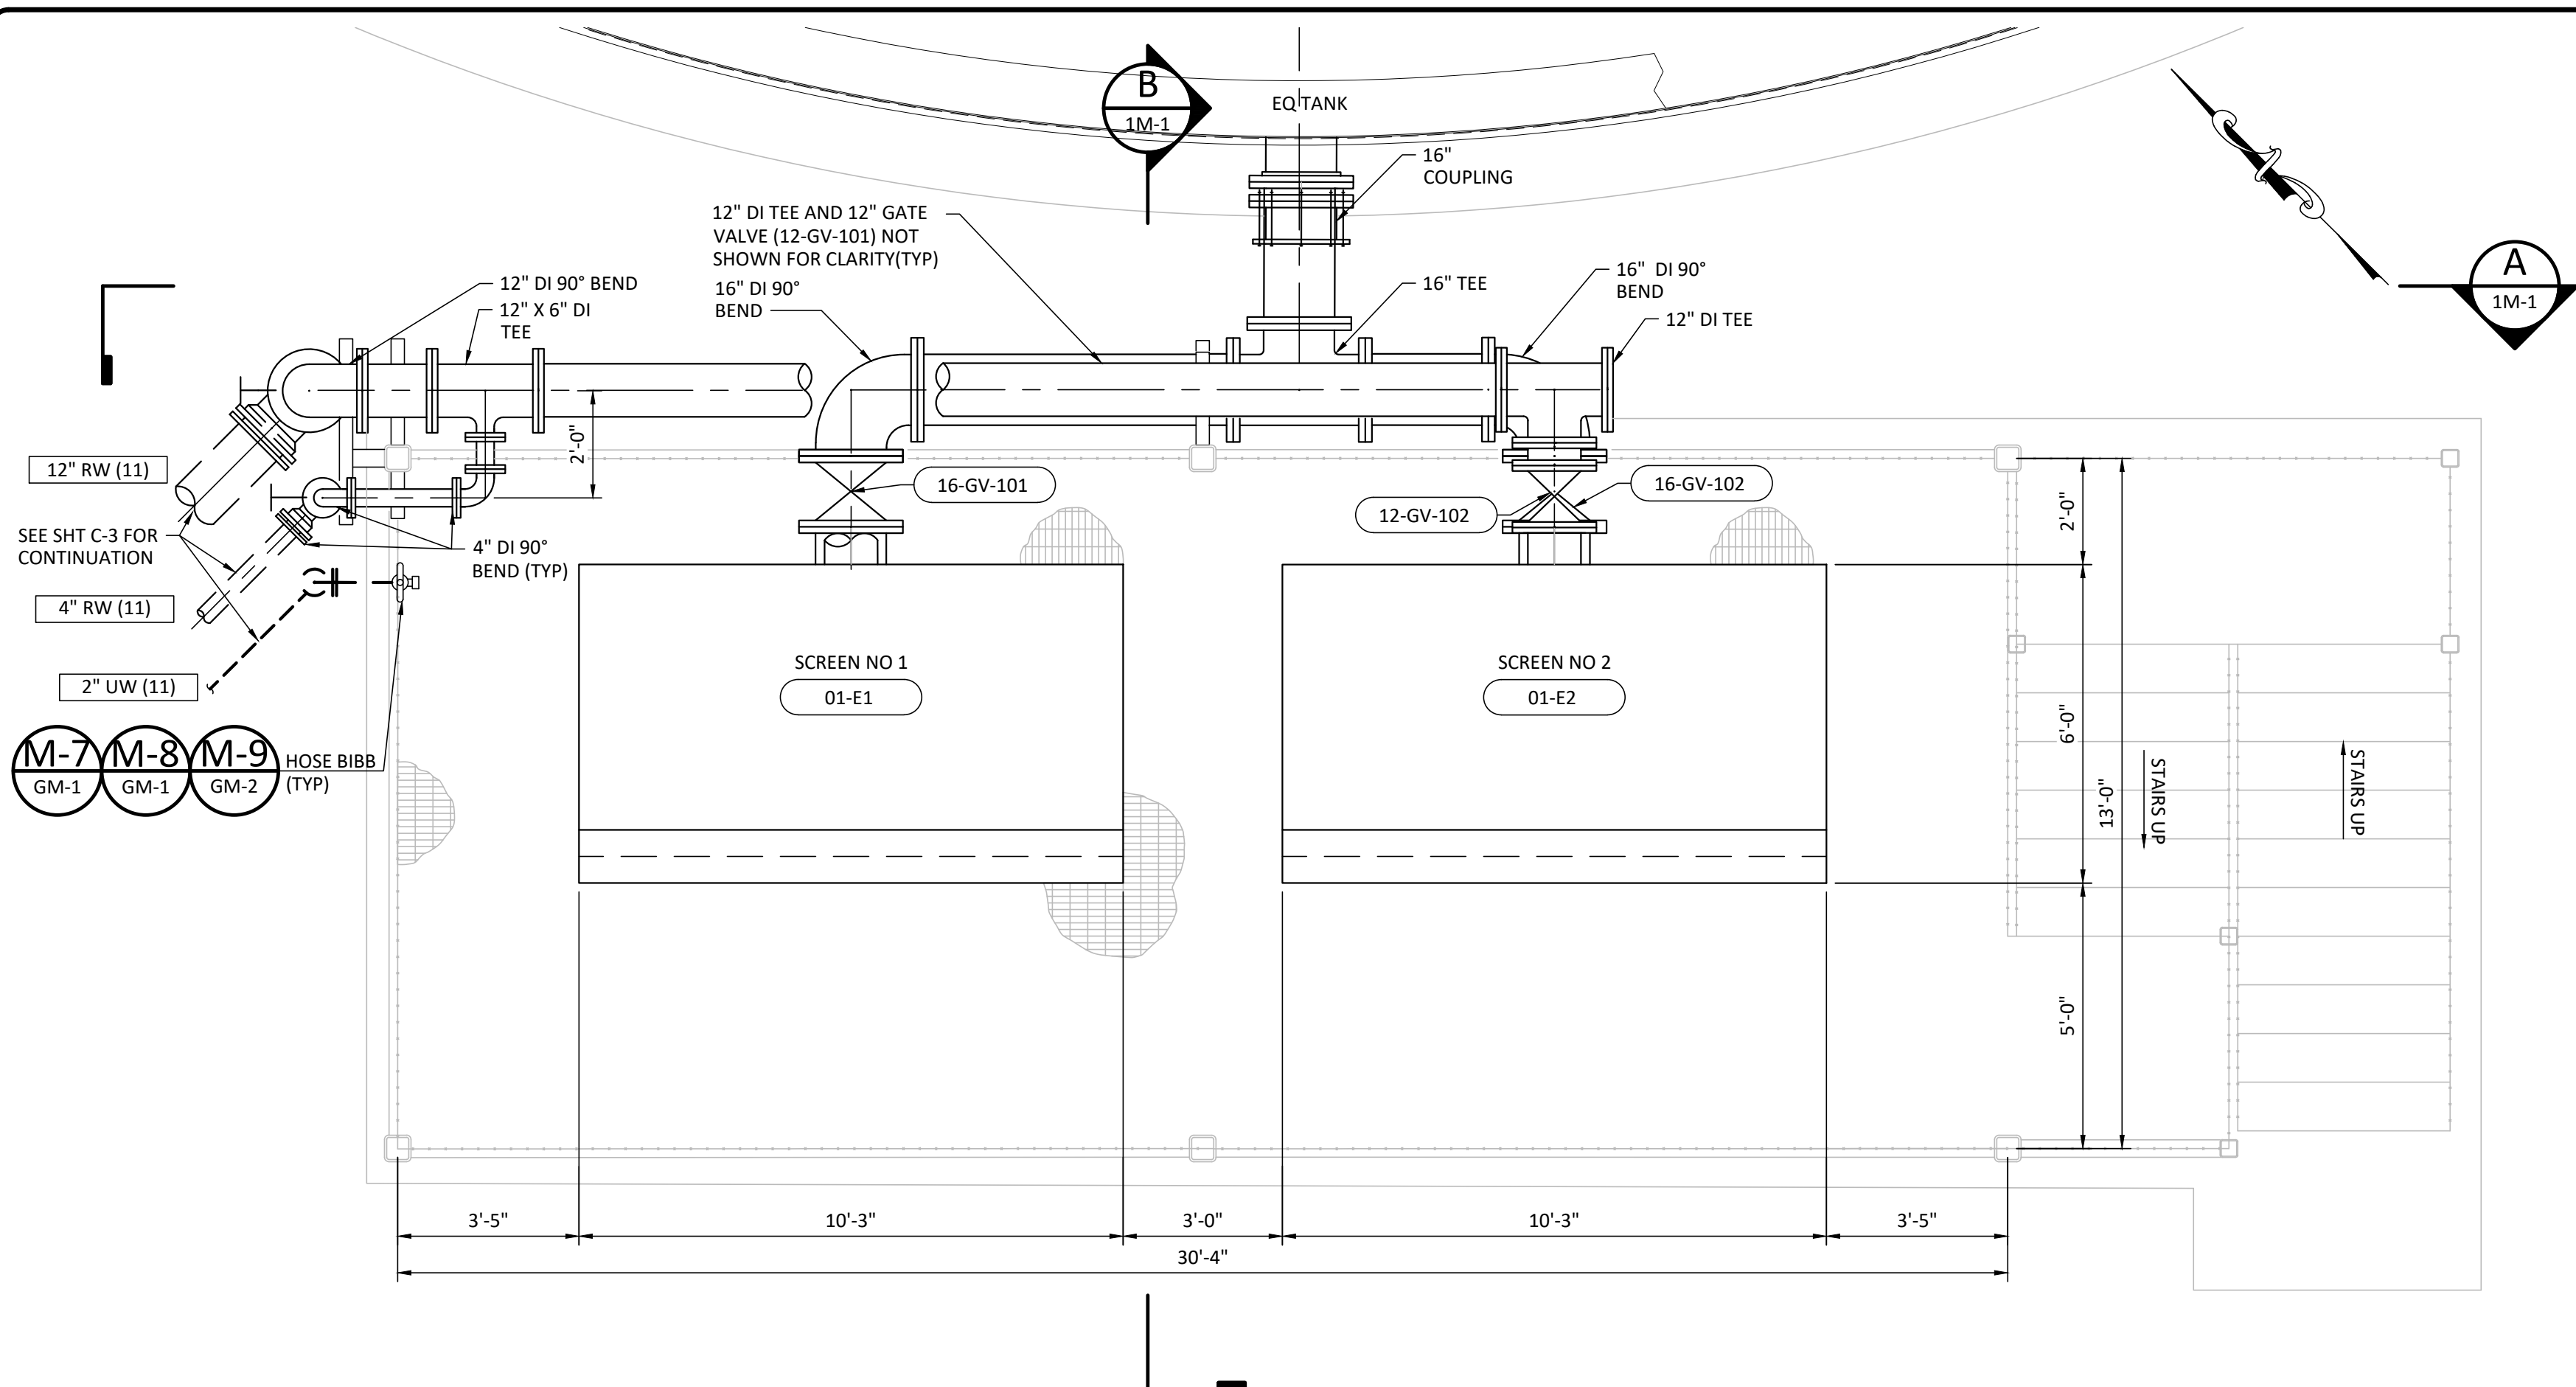 B
1M-1
EQ TANK
16"
COUPLING
12" DI TEE AND 12" GATE
VALVE (12-GV-101) NOT
SHOWN FOR CLARITY(TYP)
16" DI 90°
BEND
12" DI 90° BEND
12" X 6" DI
TEE
16" TEE
16" DI 90°
BEND
12" DI TEE
A
1M-1
2'-0"
12" RW (11)
16-GV-101
16-GV-102
12-GV-102
SEE SHT C-3 FOR
CONTINUATION
4" DI 90°
BEND (TYP)
4" RW (11)
2" UW (11)
M-7
GM-1
M-8
GM-1
M-9
GM-2
HOSE BIBB
(TYP)
SCREEN NO 1
01-E1
SCREEN NO 2
01-E2
2'-0"
6'-0"
13'-0"
5'-0"
STAIRS UP
STAIRS UP
3'-5"
10'-3"
3'-0"
10'-3"
3'-5"
30'-4"